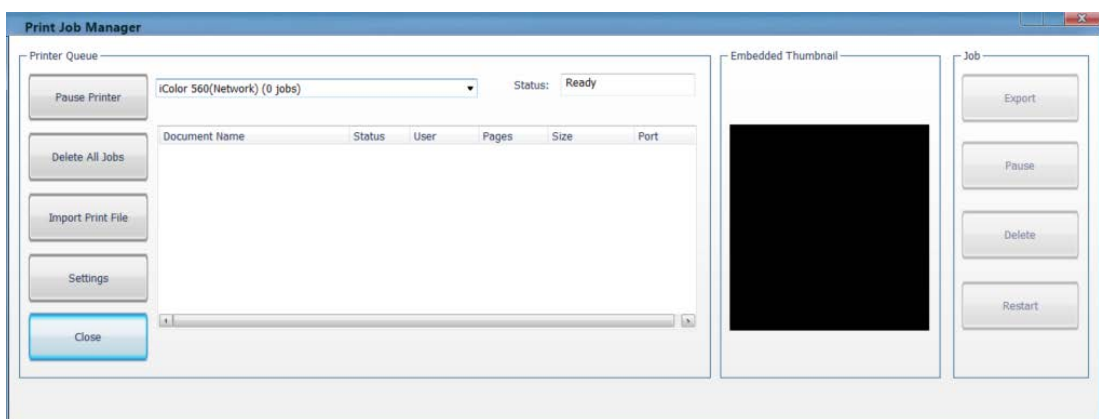 Print Job Manager
Printer Queue
Embedded Thumbnail
Job
Pause Printer
iColor 560(Network) (0 jobs)
Status:
Ready
Export
Document Name Status User Pages Size Port
Delete All Jobs
Pause
Import Print File
Delete
Settings
Restart
Close